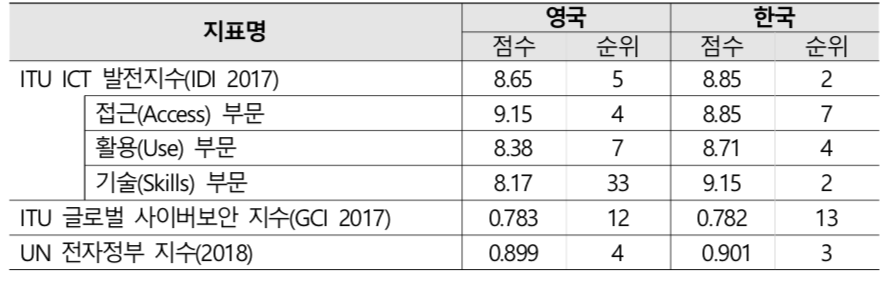 지표명 영국 한국
점수 순위 점수 순위
ITU ICT 발전지수(IDI 2017) 8.65 5 8.85 2
접근(Access) 부문 9.15 4 8.85 7
활용(Use) 부문 8.38 7 8.71 4
기술(Skills) 부문 8.17 33 9.15 2
ITU 글로벌 사이버보안 지수(GCI 2017) 0.783 12 0.782 13
UN 전자정부 지수(2018) 0.899 4 0.901 3